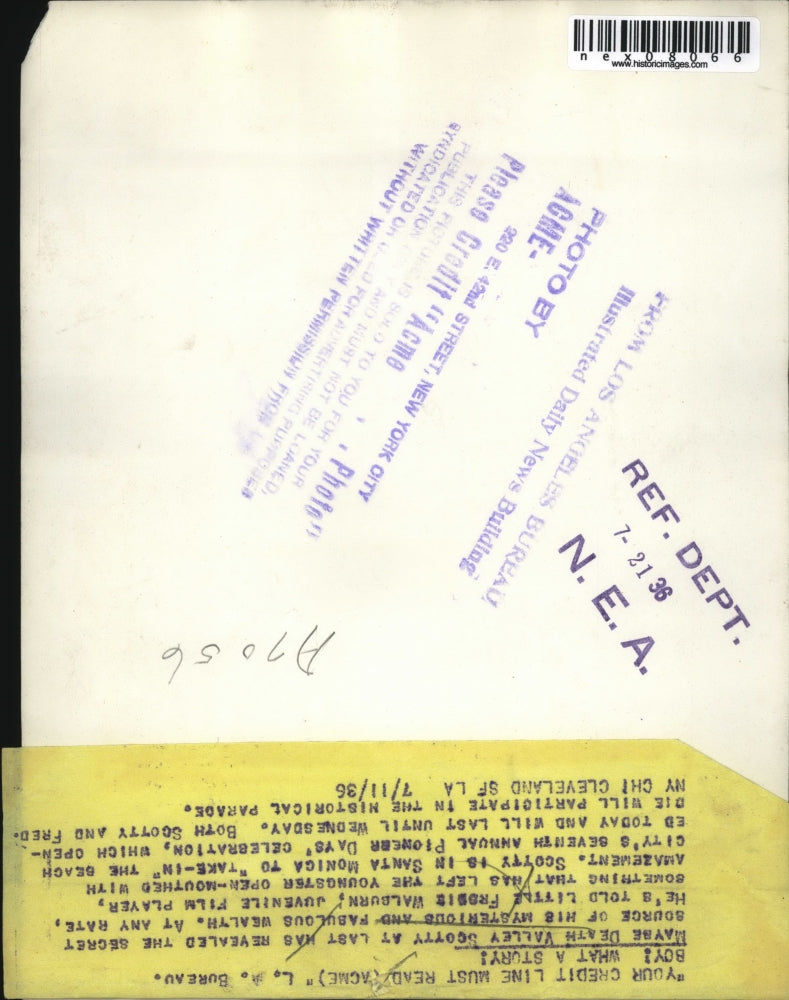 nex08066
www.historicimages.com
PHOTO BY
ACME.
220 E. 42nd STREET, NEW YORK CITY
Please Credit "Acme Photo"
THIS PICTURE IS SOLD TO YOU FOR YOUR
PUBLICATION ONLY AND MUST NOT BE LOANED,
SYNDICATED OR USED FOR ADVERTISING PURPOSES
WITHOUT WRITTEN PERMISSION FROM
FROM LOS ANGELES BUREAU
Illustrated Daily News Building
REF. DEPT.
7-21 36
N. E. A.
A7056
"YOUR CREDIT LINE MUST READ (ACME)" L. A. BUREAU.
BOY! WHAT A STORY!
MAYBE DEATH VALLEY SCOTTY AT LAST HAS REVEALED THE SECRET
SOURCE OF HIS MYSTERIOUS AND FABULOUS WEALTH. AT ANY RATE,
HE'S TOLD LITTLE FREDDIE WALBURN, JUVENILE FILM PLAYER,
SOMETHING THAT HAS LEFT THE YOUNGSTER OPEN-MOUTHED WITH
AMAZEMENT. SCOTTY IS IN SANTA MONICA TO "TAKE-IN" THE BEACH
CITY'S SEVENTH ANNUAL PIONEER DAYS' CELEBRATION, WHICH OPEN-
ED TODAY AND WILL LAST UNTIL WEDNESDAY. BOTH SCOTTY AND FRED-
DIE WILL PARTICIPATE IN THE HISTORICAL PARADE.
NY CHI CLEVELAND SF LA 7/11/36